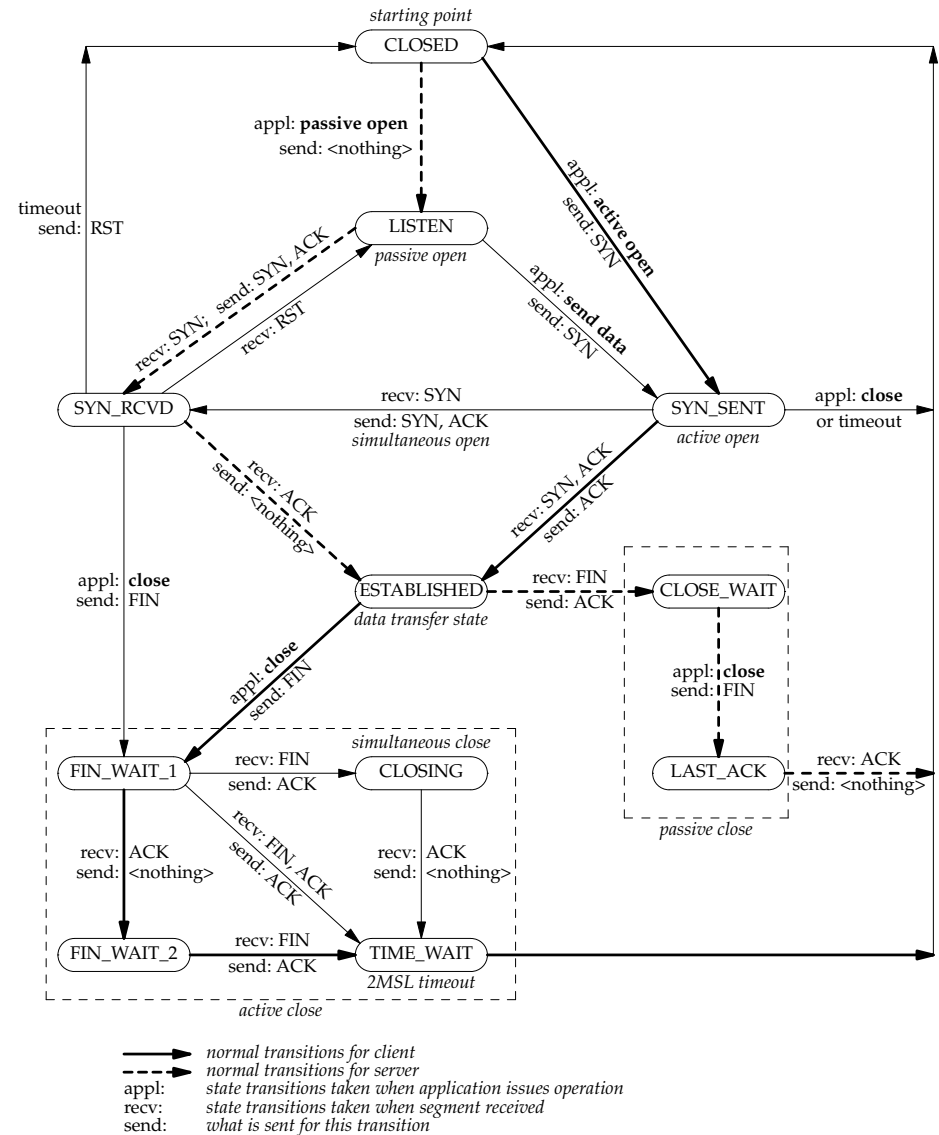 starting point
CLOSED
appl: passive open
send: <nothing>
appl: active open
send: SYN
timeout
send: RST
LISTEN
passive open
recv: SYN; send: SYN, ACK
recv: RST
appl: send data
send: SYN
SYN_RCVD
recv: SYN
send: SYN, ACK
simultaneous open
SYN_SENT
active open
appl: close
or timeout
recv: ACK
send: <nothing>
recv: SYN, ACK
send: ACK
appl: close
send: FIN
ESTABLISHED
data transfer state
recv: FIN
send: ACK
CLOSE_WAIT
appl: close
send: FIN
appl: close
send: FIN
LAST_ACK
recv: ACK
send: <nothing>
passive close
simultaneous close
FIN_WAIT_1
recv: FIN
send: ACK
CLOSING
recv: ACK
send: <nothing>
recv: FIN, ACK
send: ACK
recv: ACK
send: <nothing>
FIN_WAIT_2
recv: FIN
send: ACK
TIME_WAIT
2MSL timeout
active close
normal transitions for client
normal transitions for server
appl: state transitions taken when application issues operation
recv: state transitions taken when segment received
send: what is sent for this transition